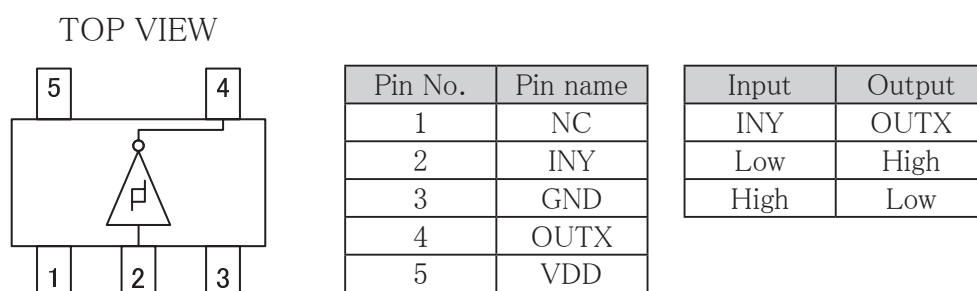 TOP VIEW
5 4
1 2 3
Pin No. Pin name
1 NC
2 INY
3 GND
4 OUTX
5 VDD
Input Output
INY OUTX
Low High
High Low